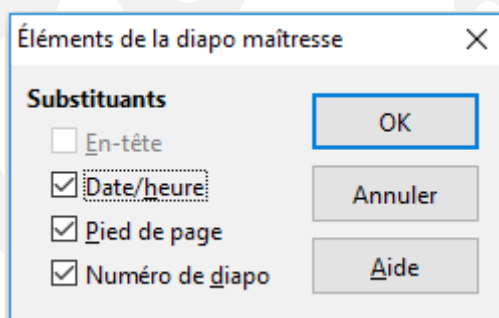 Éléments de la diapo maîtresse
Substituants
En-tête
Date/heure
Pied de page
Numéro de diapo
OK
Annuler
Aide